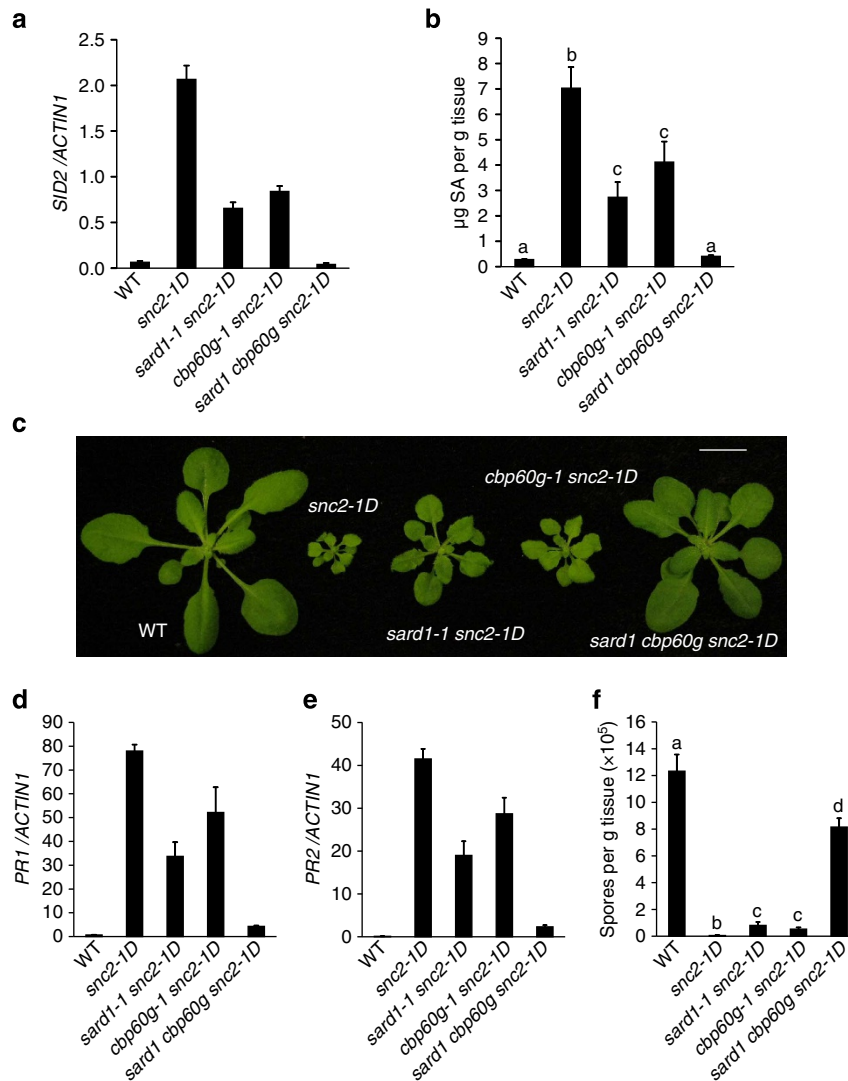 a
2.5
2.0
1.5
1.0
0.5
0.0
SID2 /ACTIN1
WT
snc2-1D
sard1-1 snc2-1D
cbp60g-1 snc2-1D
sard1 cbp60g snc2-1D
b
9
8
7
6
5
4
3
2
1
0
µg SA per g tissue
a
b
c
c
a
WT
snc2-1D
sard1-1 snc2-1D
cbp60g-1 snc2-1D
sard1 cbp60g snc2-1D
c
cbp60g-1 snc2-1D
snc2-1D
WT
sard1-1 snc2-1D
sard1 cbp60g snc2-1D
d
90
80
70
60
50
40
30
20
10
0
PR1 /ACTIN1
WT
snc2-1D
sard1-1 snc2-1D
cbp60g-1 snc2-1D
sard1 cbp60g snc2-1D
e
50
40
30
20
10
0
PR2 /ACTIN1
WT
snc2-1D
sard1-1 snc2-1D
cbp60g-1 snc2-1D
sard1 cbp60g snc2-1D
f
16
14
12
10
8
6
4
2
0
Spores per g tissue (×10⁵)
a
b
c
c
d
WT
snc2-1D
sard1-1 snc2-1D
cbp60g-1 snc2-1D
sard1 cbp60g snc2-1D